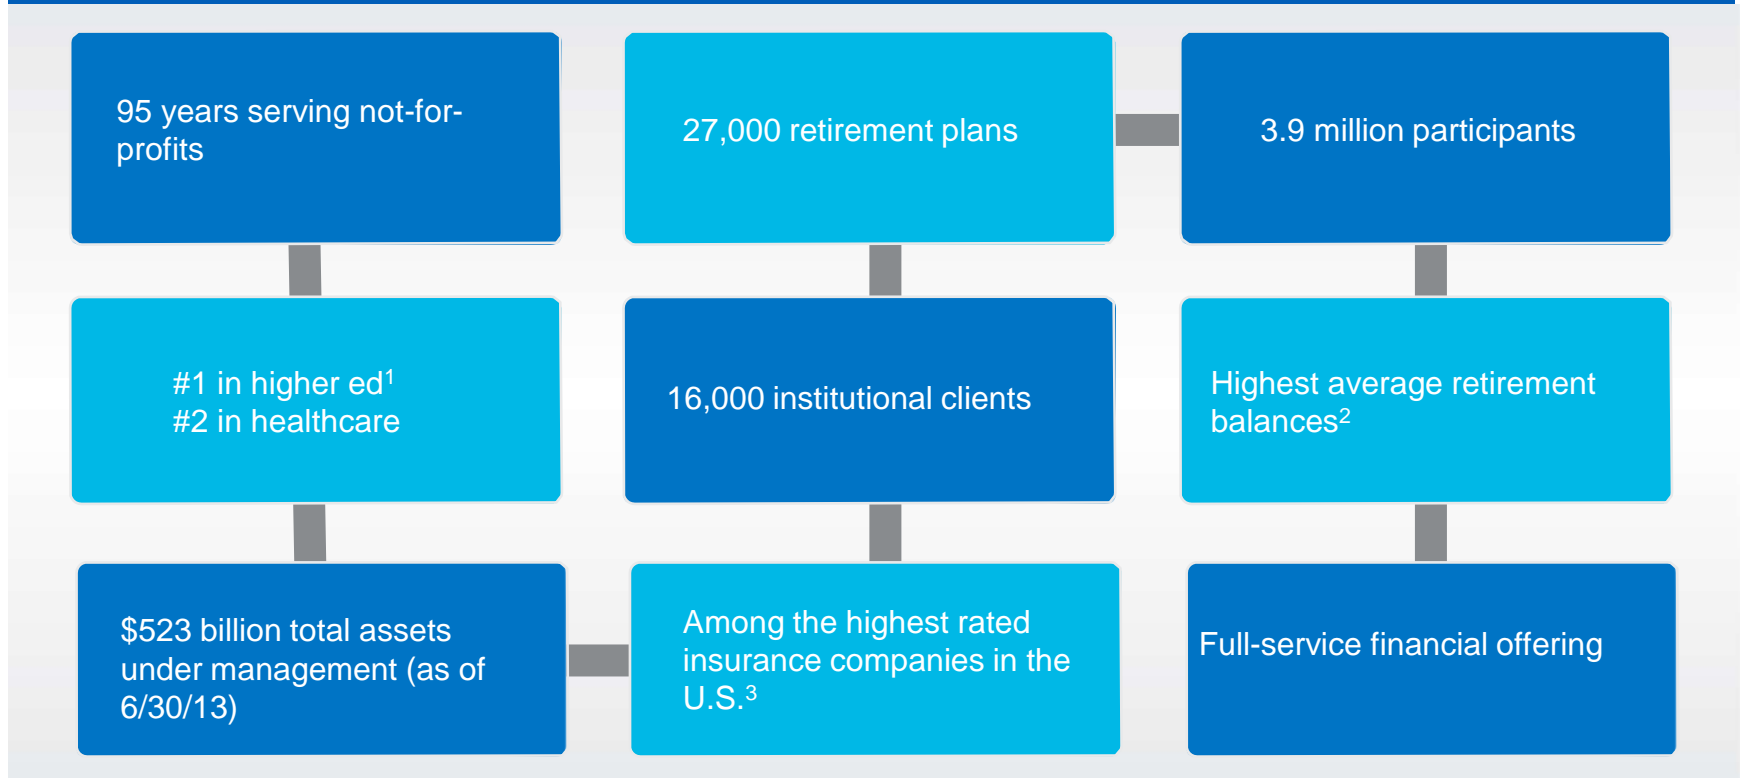 95 years serving not-for-
profits
27,000 retirement plans
3.9 million participants
#1 in higher ed¹
#2 in healthcare
16,000 institutional clients
Highest average retirement
balances²
$523 billion total assets
under management (as of
6/30/13)
Among the highest rated
insurance companies in the
U.S.³
Full-service financial offering